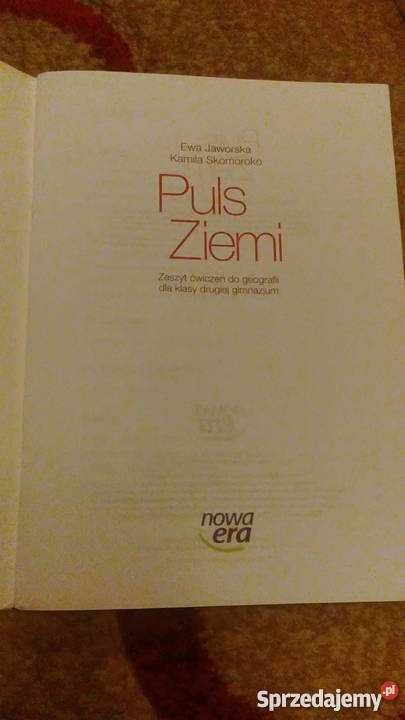 Ewa Jaworska
Kamila Skomoroko
Puls
Ziemi
Zeszyt ćwiczeń do geografii
dla klasy drugiej gimnazjum
nowa
era
Sprzedajemy.pl